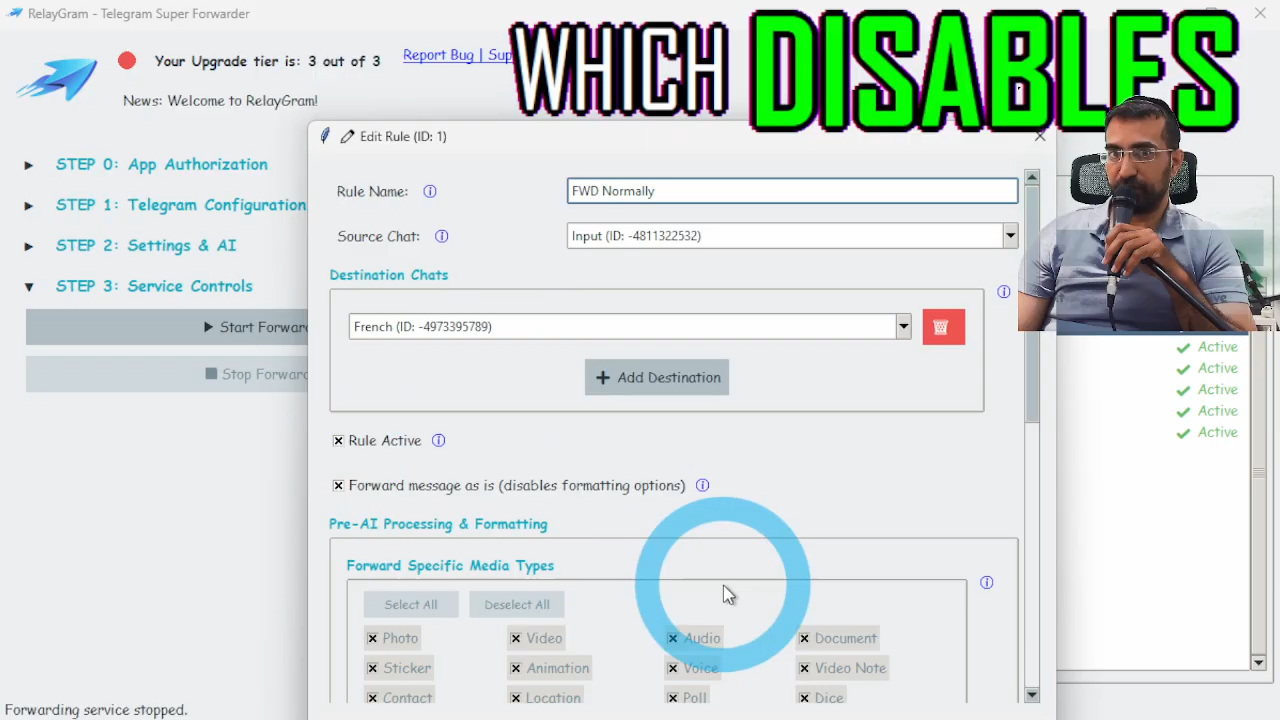 RelayGram - Telegram Super Forwarder
WHICH DISABLES
Your Upgrade tier is: 3 out of 3
Report Bug | Sup
News: Welcome to RelayGram!
STEP 0: App Authorization
STEP 1: Telegram Configuration
STEP 2: Settings & AI
STEP 3: Service Controls
Start Forwar
Stop Forwar
Edit Rule (ID: 1)
Rule Name:
FWD Normally
Source Chat:
Input (ID: -4811322532)
Destination Chats
French (ID: -4973395789)
Add Destination
Rule Active
Forward message as is (disables formatting options)
Pre-AI Processing & Formatting
Forward Specific Media Types
Select All
Deselect All
Photo
Video
Audio
Document
Sticker
Animation
Voice
Video Note
Contact
Location
Poll
Dice
Active
Active
Active
Active
Active
Forwarding service stopped.